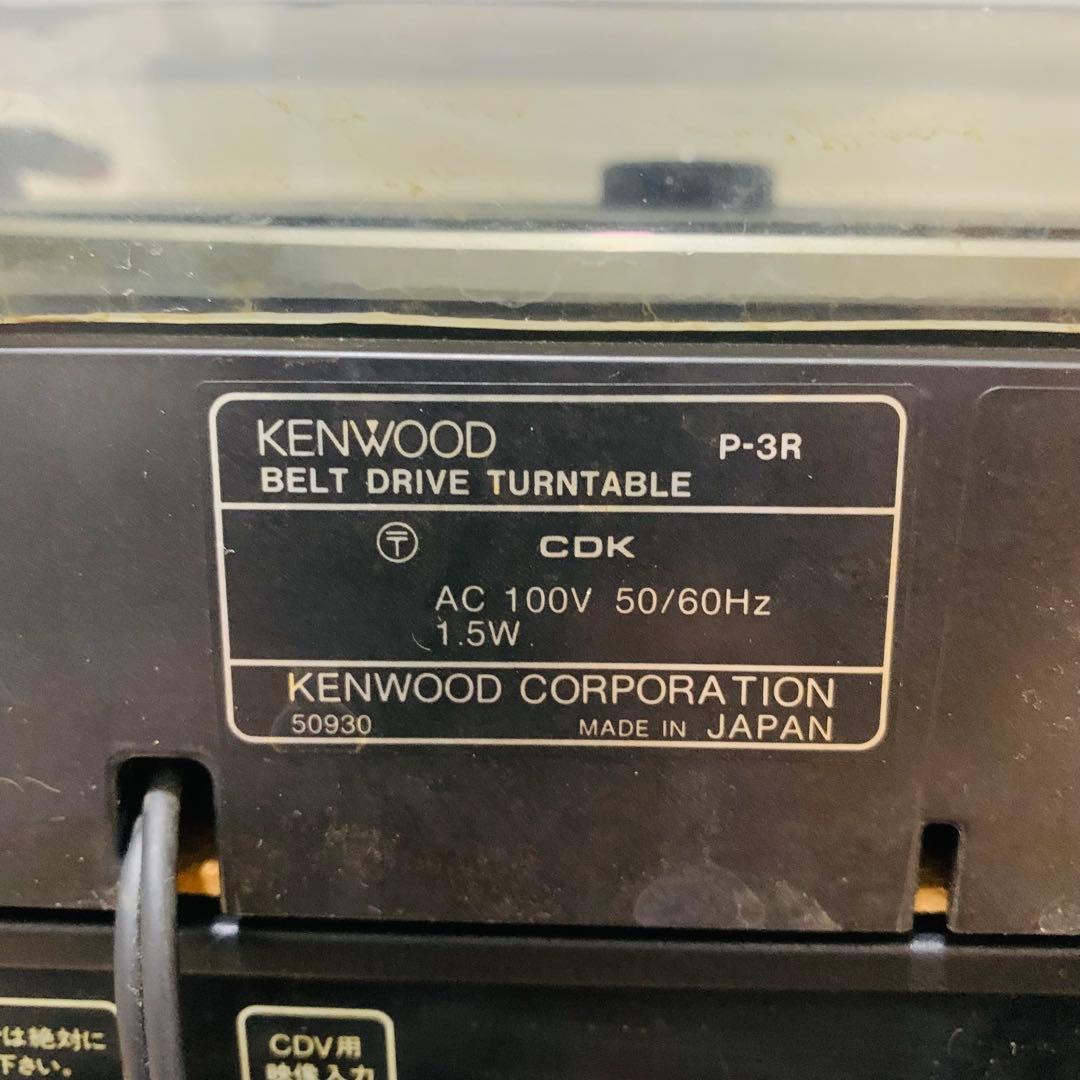 KENWOOD P-3R
BELT DRIVE TURNTABLE
〒 CDK
AC 100V 50/60Hz
1.5W
KENWOOD CORPORATION
50930 MADE IN JAPAN
は絶対に
下さい。
CDV用
映像入力